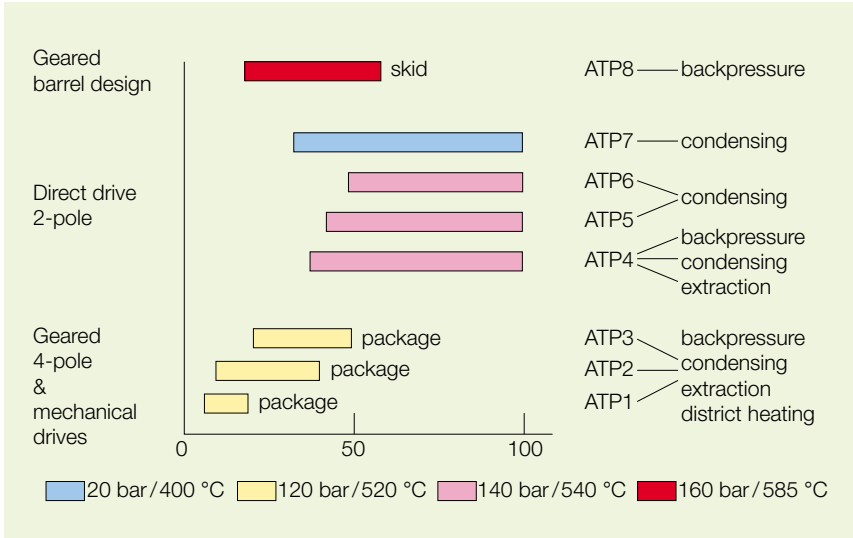 Geared
barrel design
skid
ATP8
backpressure
Direct drive
2-pole
ATP7
condensing
ATP6
ATP5
condensing
ATP4
backpressure
condensing
extraction
Geared
4-pole
&
mechanical
drives
package
package
package
ATP3
ATP2
ATP1
backpressure
condensing
extraction
district heating
0
50
100
20 bar/400 °C
120 bar/520 °C
140 bar/540 °C
160 bar/585 °C